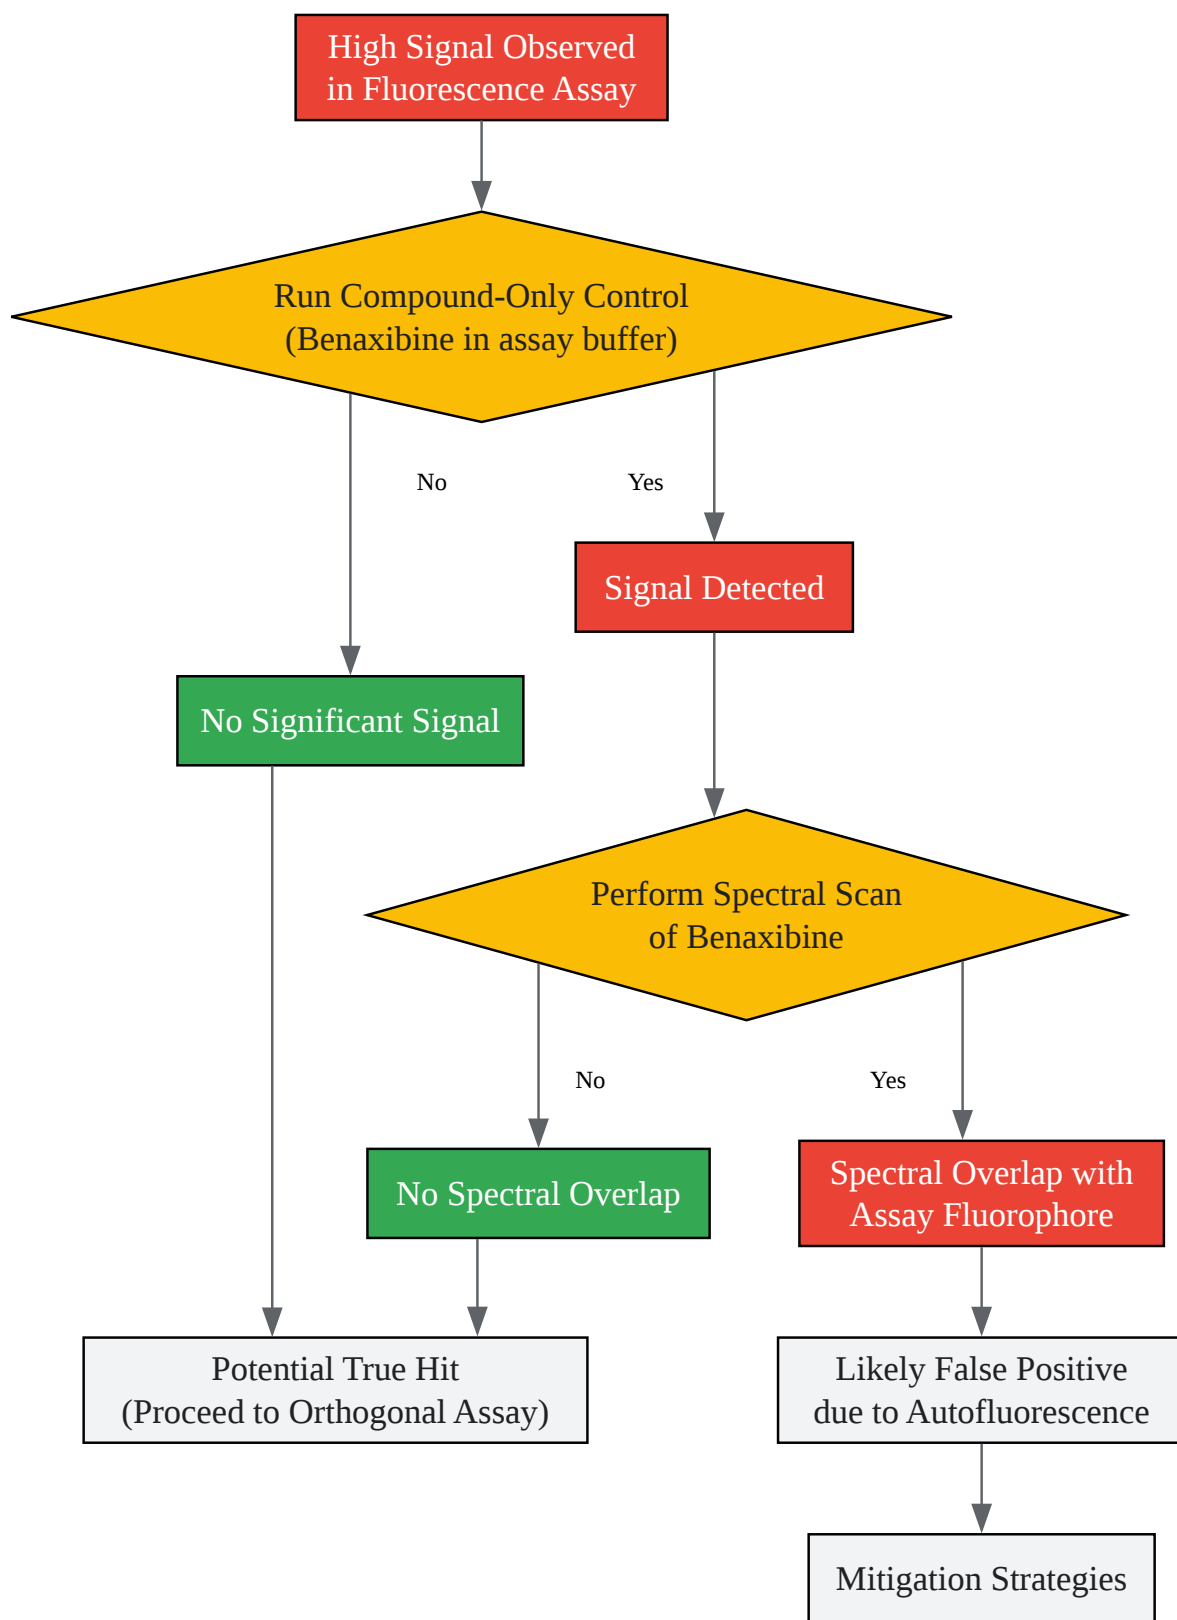 High Signal Observed
in Fluorescence Assay
Run Compound-Only Control
(Benaxibine in assay buffer)
No
Yes
Signal Detected
No Significant Signal
Perform Spectral Scan
of Benaxibine
No
Yes
No Spectral Overlap
Spectral Overlap with
Assay Fluorophore
Potential True Hit
(Proceed to Orthogonal Assay)
Likely False Positive
due to Autofluorescence
Mitigation Strategies